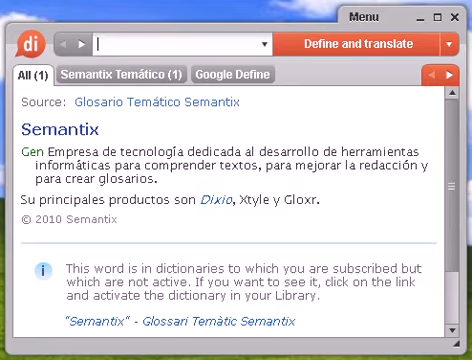 Menu
di
Define and translate
All (1)
Semantix Temático (1)
Google Define
Source: Glosario Temático Semantix
Semantix
Gen Empresa de tecnología dedicada al desarrollo de herramientas
informáticas para comprender textos, para mejorar la redacción y
para crear glosarios.
Su principales productos son Dixio, Xtyle y Gloxr.
© 2010 Semantix
i
This word is in dictionaries to which you are subscribed but
which are not active. If you want to see it, click on the link
and activate the dictionary in your Library.
"Semantix" - Glossari Temàtic Semantix